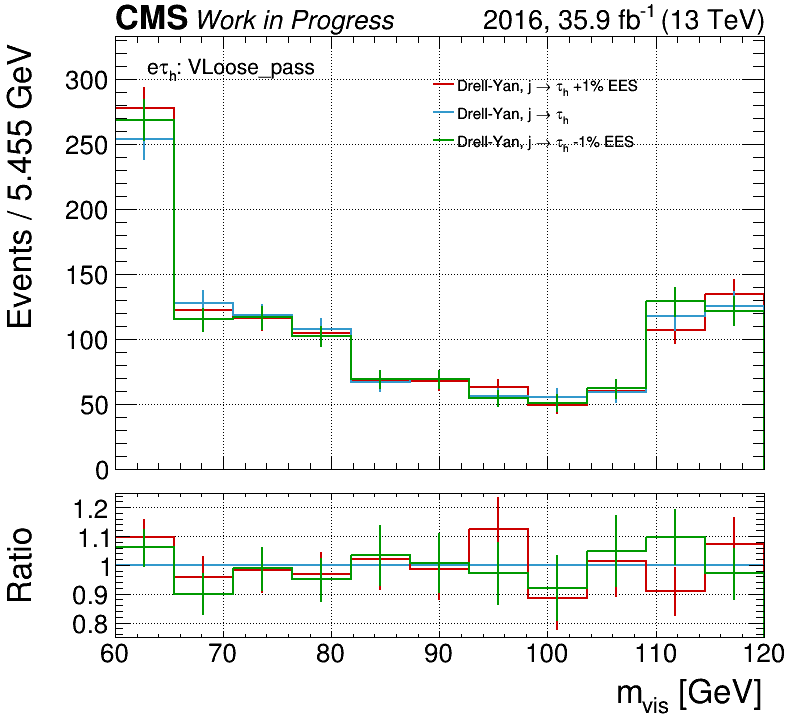 CMS Work in Progress 2016, 35.9 fb⁻¹ (13 TeV)
eτₕ: VLoose_pass
Drell-Yan, j → τₕ +1% EES
Drell-Yan, j → τₕ
Drell-Yan, j → τₕ -1% EES
Events / 5.455 GeV
300
250
200
150
100
50
0
Ratio
1.2
1.1
1
0.9
0.8
60 70 80 90 100 110 120
m_vis [GeV]